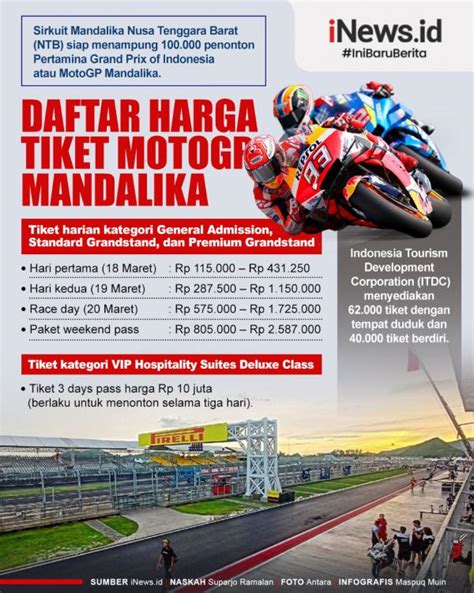 Sirkuit Mandalika Nusa Tenggara Barat
(NTB) siap menampung 100.000 penonton
Pertamina Grand Prix of Indonesia
atau MotoGP Mandalika.
iNews.id
#IniBaruBerita
DAFTAR HARGA
TIKET MOTOGP
MANDALIKA
93
Tiket harian kategori General Admission,
Standard Grandstand, dan Premium Grandstand
• Hari pertama (18 Maret) : Rp 115.000 – Rp 431.250
• Hari kedua (19 Maret) : Rp 287.500 – Rp 1.150.000
• Race day (20 Maret) : Rp 575.000 – Rp 1.725.000
• Paket weekend pass : Rp 805.000 – Rp 2.587.000
Indonesia Tourism
Development
Corporation (ITDC)
menyediakan
62.000 tiket dengan
tempat duduk dan
40.000 tiket berdiri.
Tiket kategori VIP Hospitality Suites Deluxe Class
• Tiket 3 days pass harga Rp 10 juta
(berlaku untuk menonton selama tiga hari).
PIRELLI
SUMBER iNews.id | NASKAH Suparjo Ramalan | FOTO Antara | INFOGRAFIS Maspuq Muin